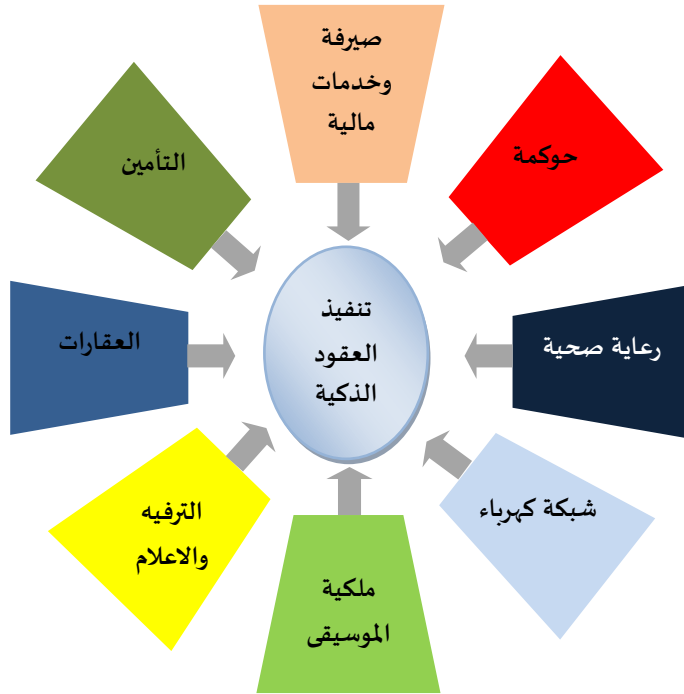 صيرفة
وخدمات
مالية
حوكمة
التأمين
تنفيذ
العقود
الذكية
رعاية صحية
العقارات
شبكة كهرباء
الترفيه
والاعلام
ملكية
الموسيقى